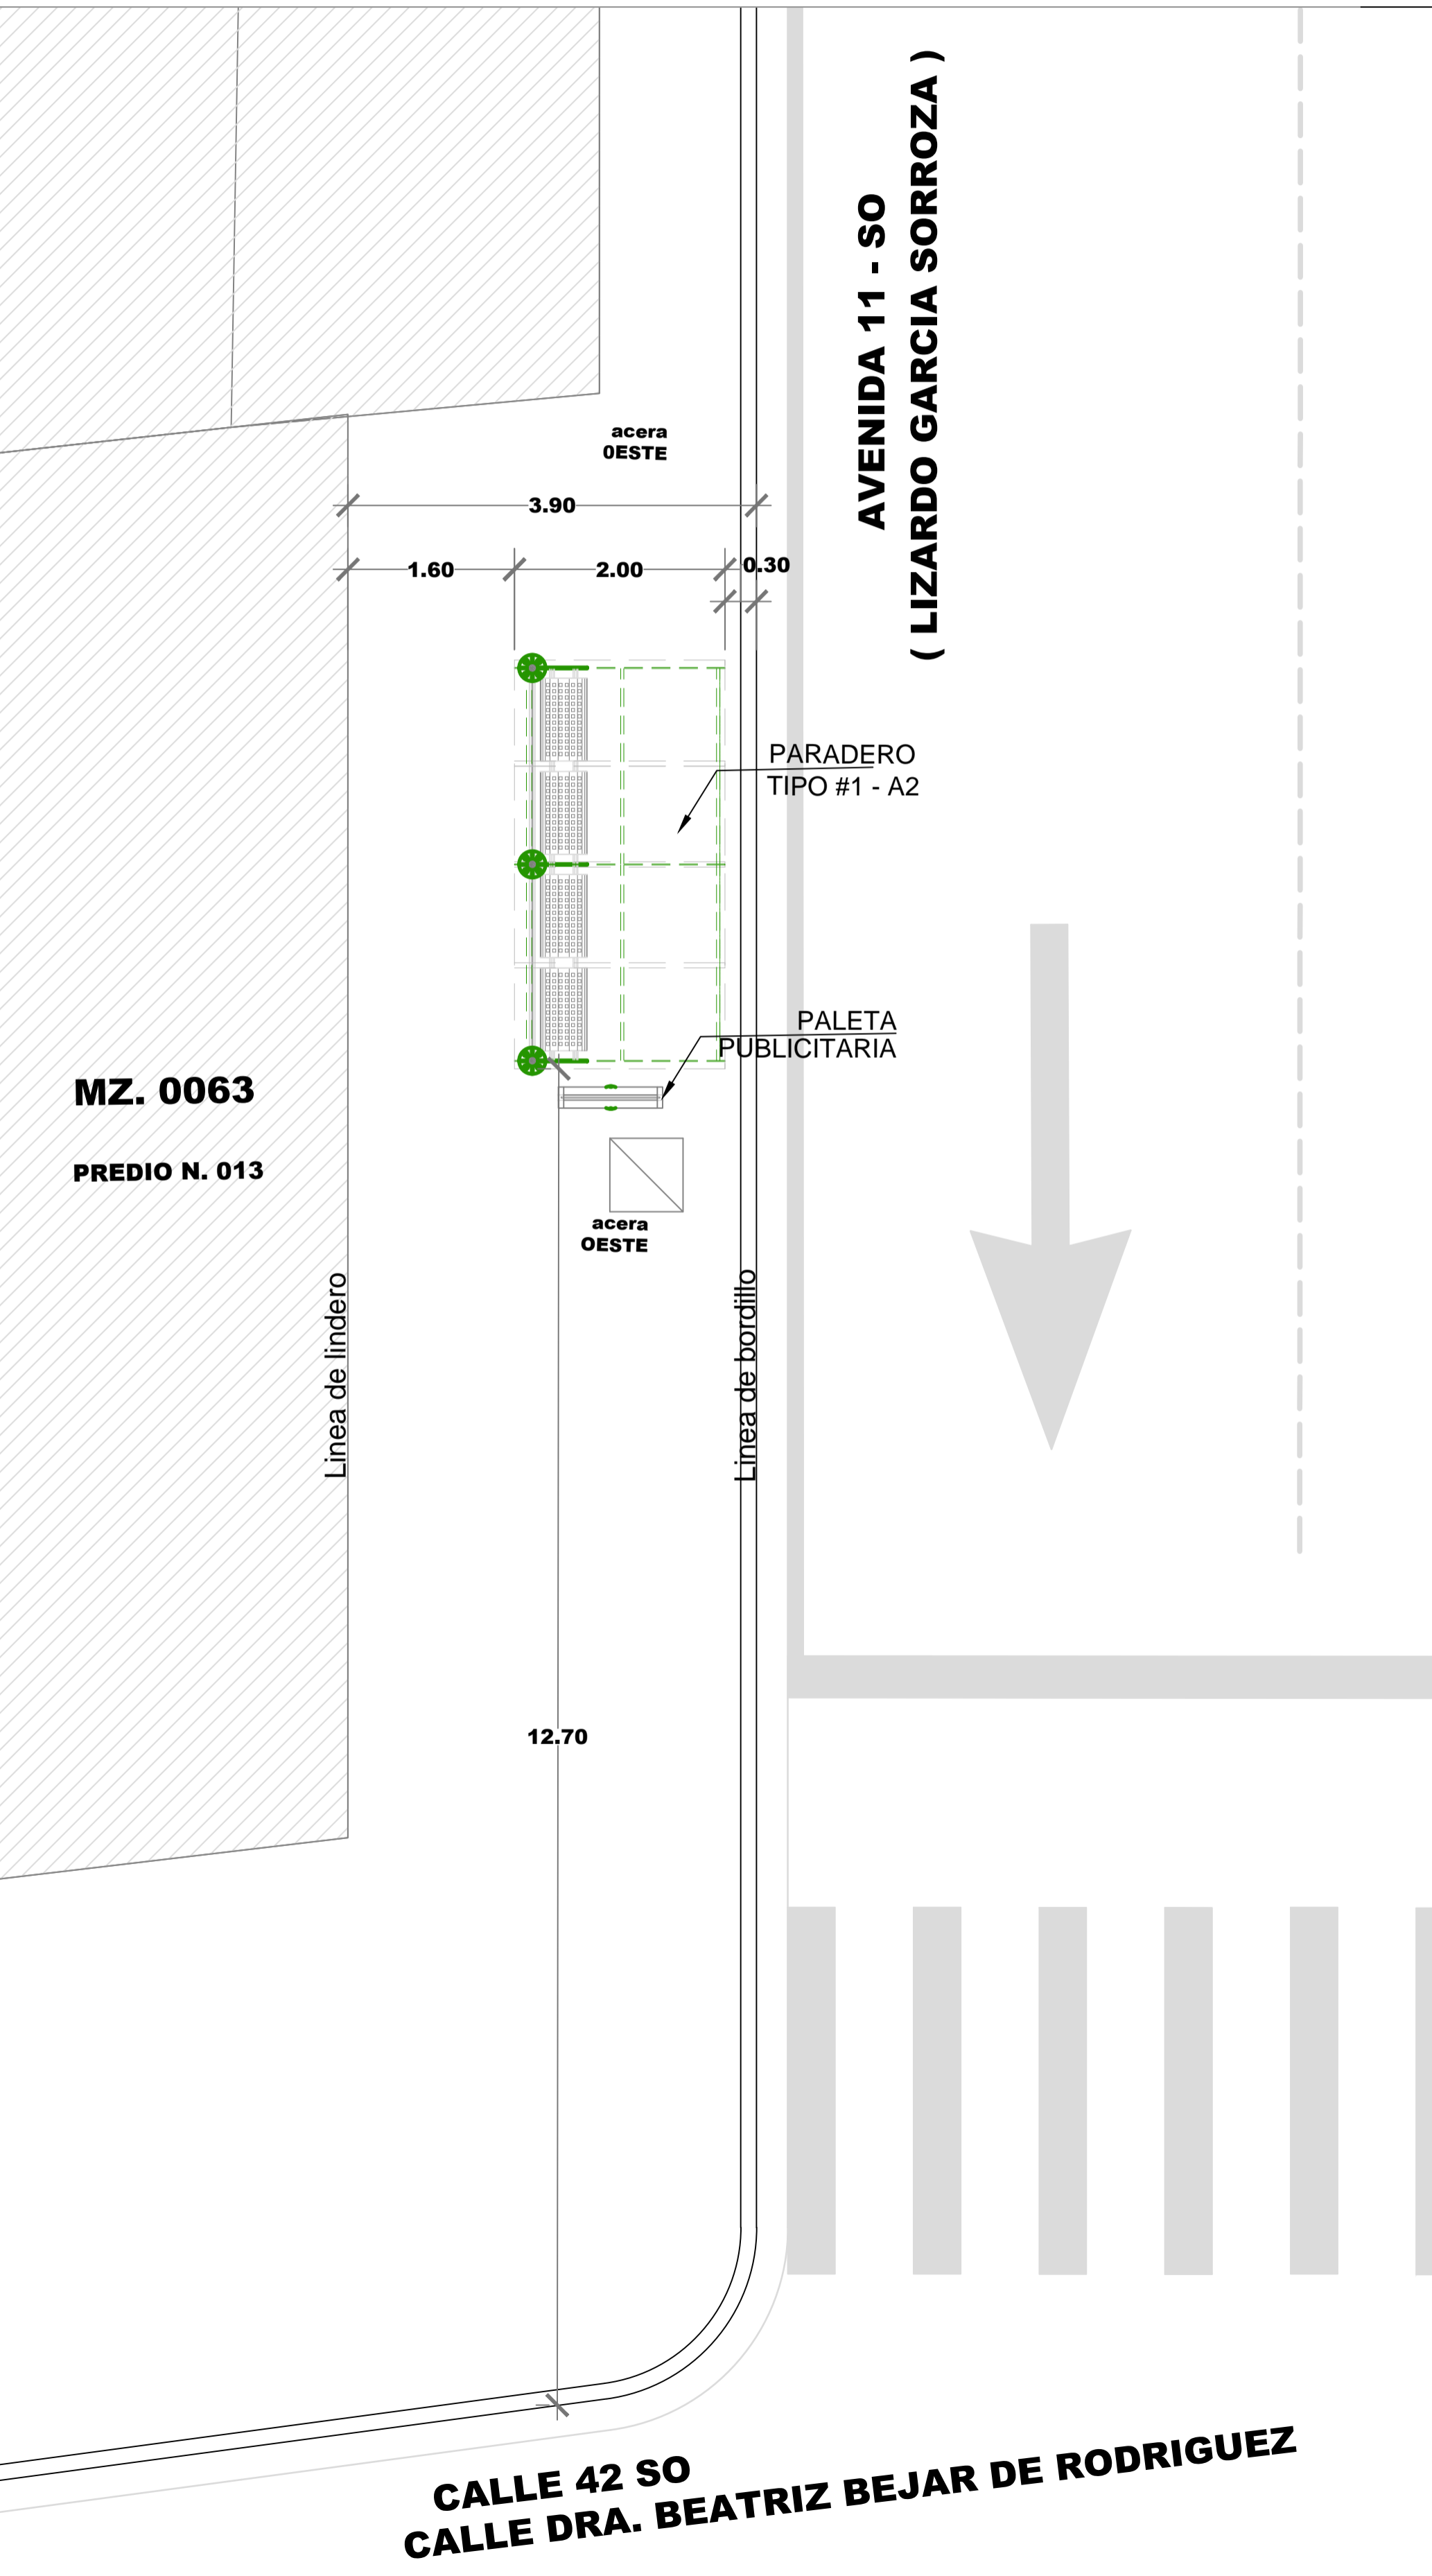 AVENIDA 11 - SO
( LIZARDO GARCIA SORROZA )
acera
0ESTE
3.90
1.60
2.00
0.30
PARADERO
TIPO #1 - A2
PALETA
PUBLICITARIA
MZ. 0063
PREDIO N. 013
acera
OESTE
Linea de lindero
Linea de bordillo
12.70
CALLE 42 SO
CALLE DRA. BEATRIZ BEJAR DE RODRIGUEZ